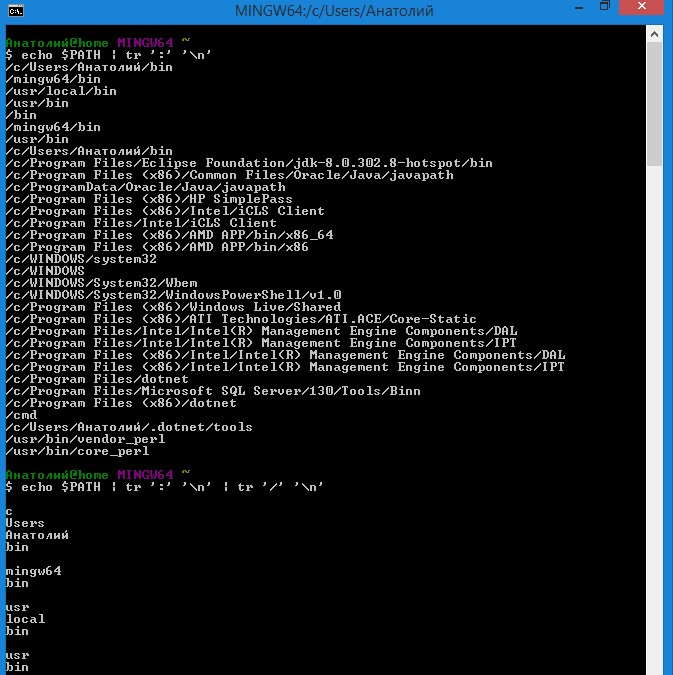 MINGW64:/c/Users/Анатолий
Анатолий@home MINGW64 ~
$ echo $PATH | tr ':' '\n'
/c/Users/Анатолий/bin
/mingw64/bin
/usr/local/bin
/usr/bin
/bin
/mingw64/bin
/usr/bin
/c/Users/Анатолий/bin
/c/Program Files/Eclipse Foundation/jdk-8.0.302.8-hotspot/bin
/c/Program Files (x86)/Common Files/Oracle/Java/javapath
/c/ProgramData/Oracle/Java/javapath
/c/Program Files (x86)/HP SimplePass
/c/Program Files (x86)/Intel/iCLS Client
/c/Program Files/Intel/iCLS Client
/c/Program Files (x86)/AMD APP/bin/x86_64
/c/Program Files (x86)/AMD APP/bin/x86
/c/WINDOWS/system32
/c/WINDOWS
/c/WINDOWS/System32/Wbem
/c/WINDOWS/System32/WindowsPowerShell/v1.0
/c/Program Files (x86)/Windows Live/Shared
/c/Program Files (x86)/ATI Technologies/ATI.ACE/Core-Static
/c/Program Files/Intel/Intel(R) Management Engine Components/DAL
/c/Program Files/Intel/Intel(R) Management Engine Components/IPT
/c/Program Files (x86)/Intel/Intel(R) Management Engine Components/DAL
/c/Program Files (x86)/Intel/Intel(R) Management Engine Components/IPT
/c/Program Files/dotnet
/c/Program Files/Microsoft SQL Server/130/Tools/Binn
/c/Program Files (x86)/dotnet
/cmd
/c/Users/Анатолий/.dotnet/tools
/usr/bin/vendor_perl
/usr/bin/core_perl
Анатолий@home MINGW64 ~
$ echo $PATH | tr ':' '\n' | tr '/' '\n'
c
Users
Анатолий
bin
mingw64
bin
usr
local
bin
usr
bin